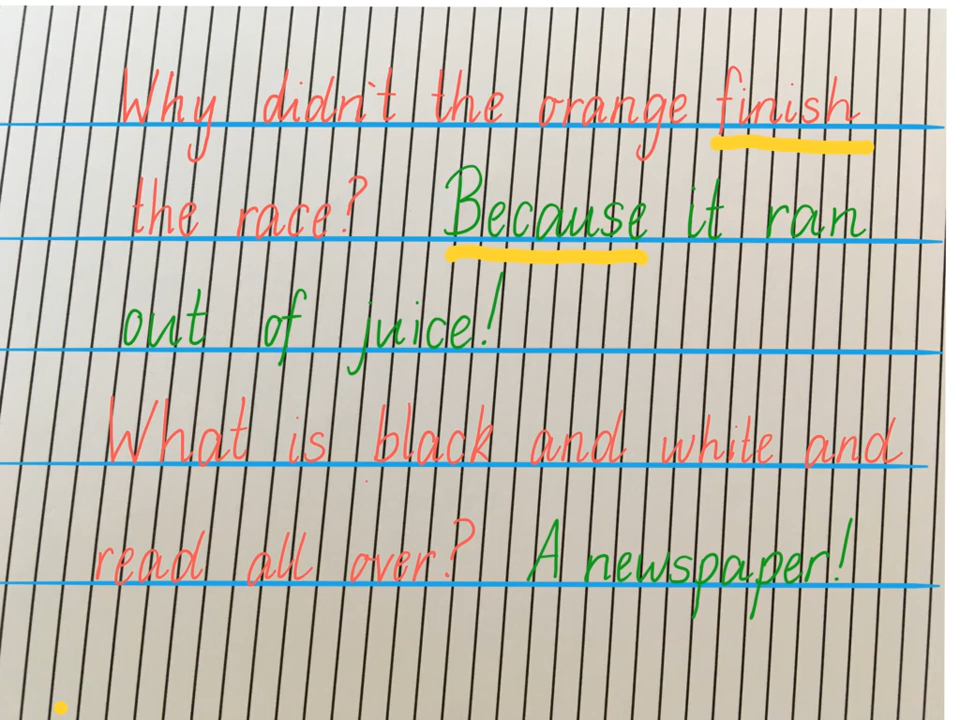 Why didn't the orange finish
the race? Because it ran
out of juice!
What is black and white and
read all over? A newspaper!